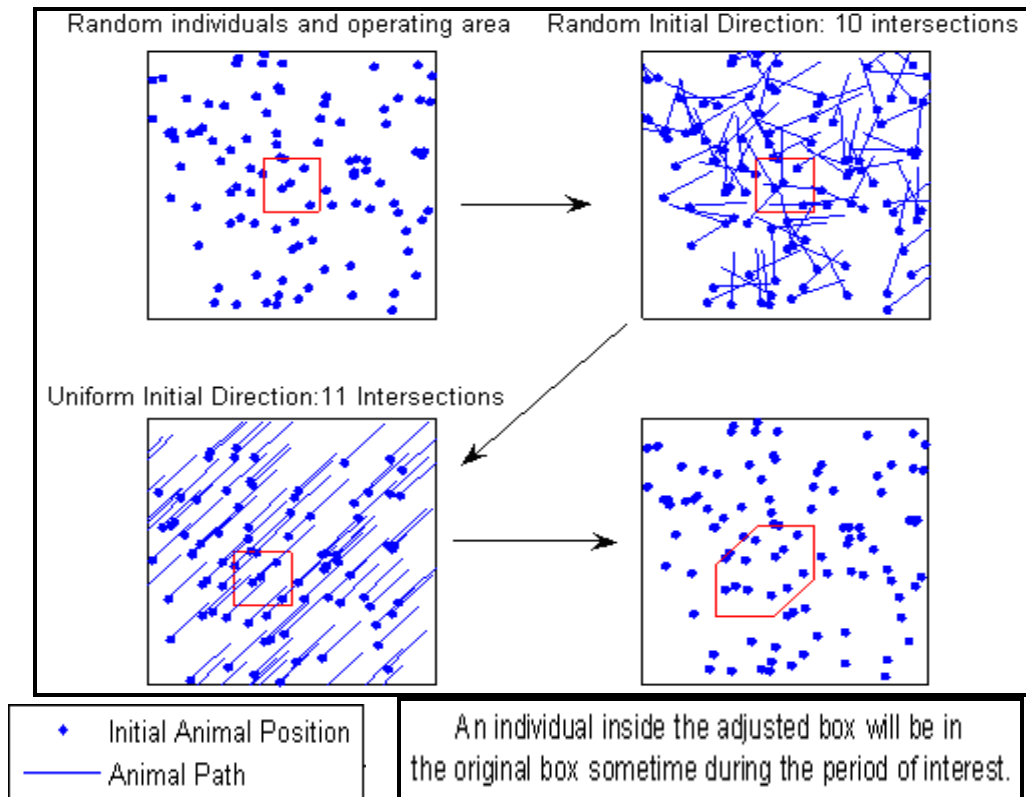 Random individuals and operating area
Random Initial Direction: 10 intersections
Uniform Initial Direction:11 Intersections
Initial Animal Position
Animal Path
An individual inside the adjusted box will be in
the original box sometime during the period of interest.